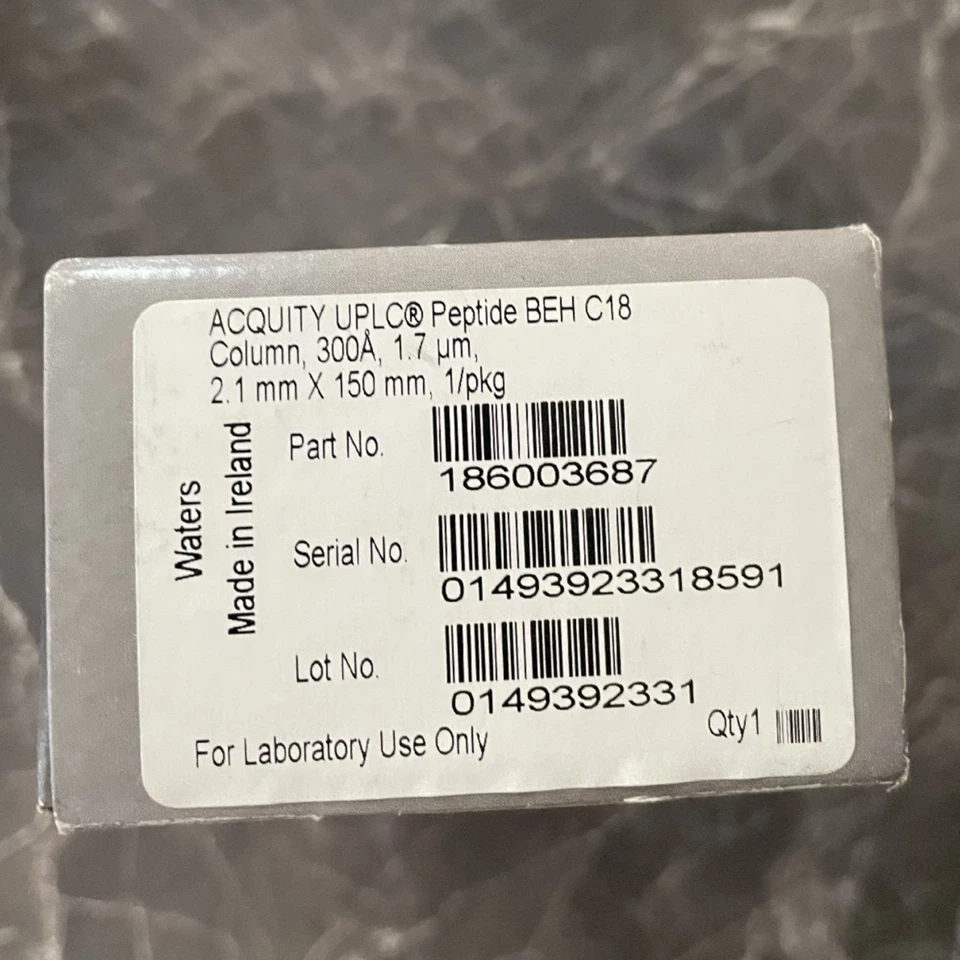 ACQUITY UPLC® Peptide BEH C18
Column, 300Å, 1.7 µm,
2.1 mm X 150 mm, 1/pkg
Waters
Made in Ireland
Part No.
186003687
Serial No.
01493923318591
Lot No.
0149392331
Qty1
For Laboratory Use Only